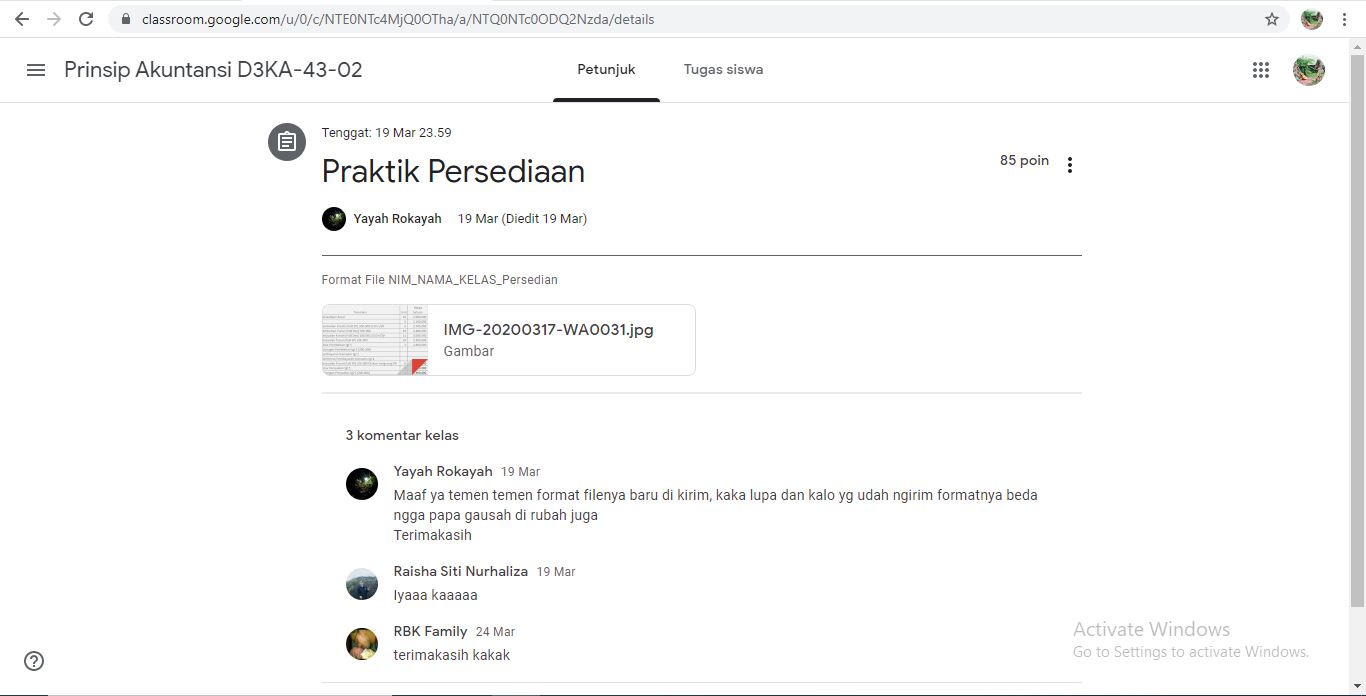 classroom.google.com/u/0/c/NTE0NTc4MjQ0OTha/a/NTQ0NTc0ODQ2Nzda/details
Prinsip Akuntansi D3KA-43-02
Petunjuk
Tugas siswa
Tenggat: 19 Mar 23.59
Praktik Persediaan
85 poin
Yayah Rokayah 19 Mar (Diedit 19 Mar)
Format File NIM_NAMA_KELAS_Persedian
IMG-20200317-WA0031.jpg
Gambar
3 komentar kelas
Yayah Rokayah 19 Mar
Maaf ya temen temen format filenya baru di kirim, kaka lupa dan kalo yg udah ngirim formatnya beda
ngga papa gausah di rubah juga
Terimakasih
Raisha Siti Nurhaliza 19 Mar
Iyaaa kaaaaa
RBK Family 24 Mar
terimakasih kakak
Activate Windows
Go to Settings to activate Windows.